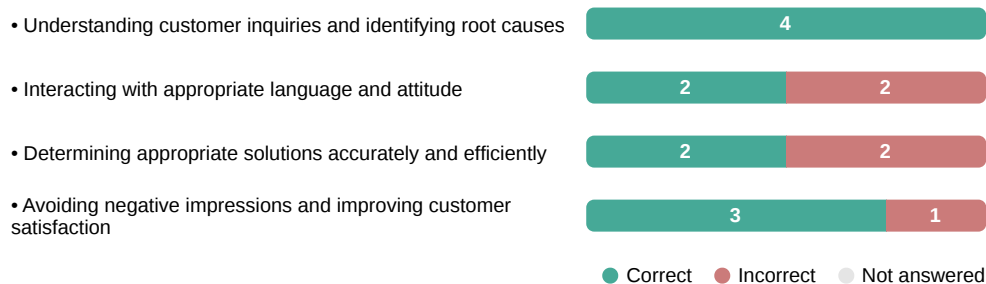 • Understanding customer inquiries and identifying root causes 4
• Interacting with appropriate language and attitude 2 2
• Determining appropriate solutions accurately and efficiently 2 2
• Avoiding negative impressions and improving customer
satisfaction 3 1
Correct Incorrect Not answered